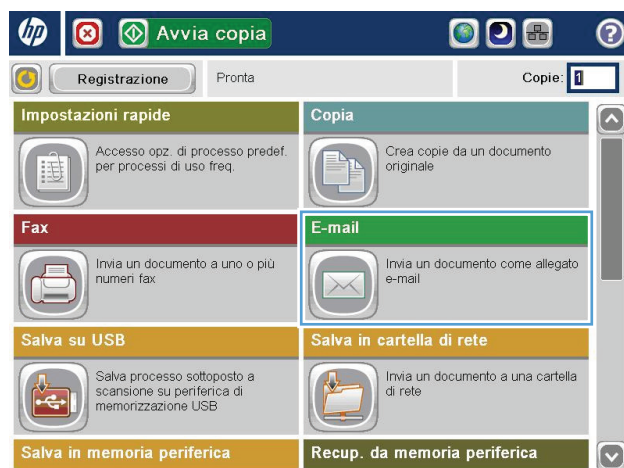 hp
Avvia copia
?
Registrazione
Pronta
Copie: 1
Impostazioni rapide
Accesso opz. di processo predef.
per processi di uso freq.
Copia
Crea copie da un documento
originale
Fax
Invia un documento a uno o più
numeri fax
E-mail
Invia un documento come allegato
e-mail
Salva su USB
Salva processo sottoposto a
scansione su periferica di
memorizzazione USB
Salva in cartella di rete
Invia un documento a una cartella
di rete
Salva in memoria periferica
Recup. da memoria periferica